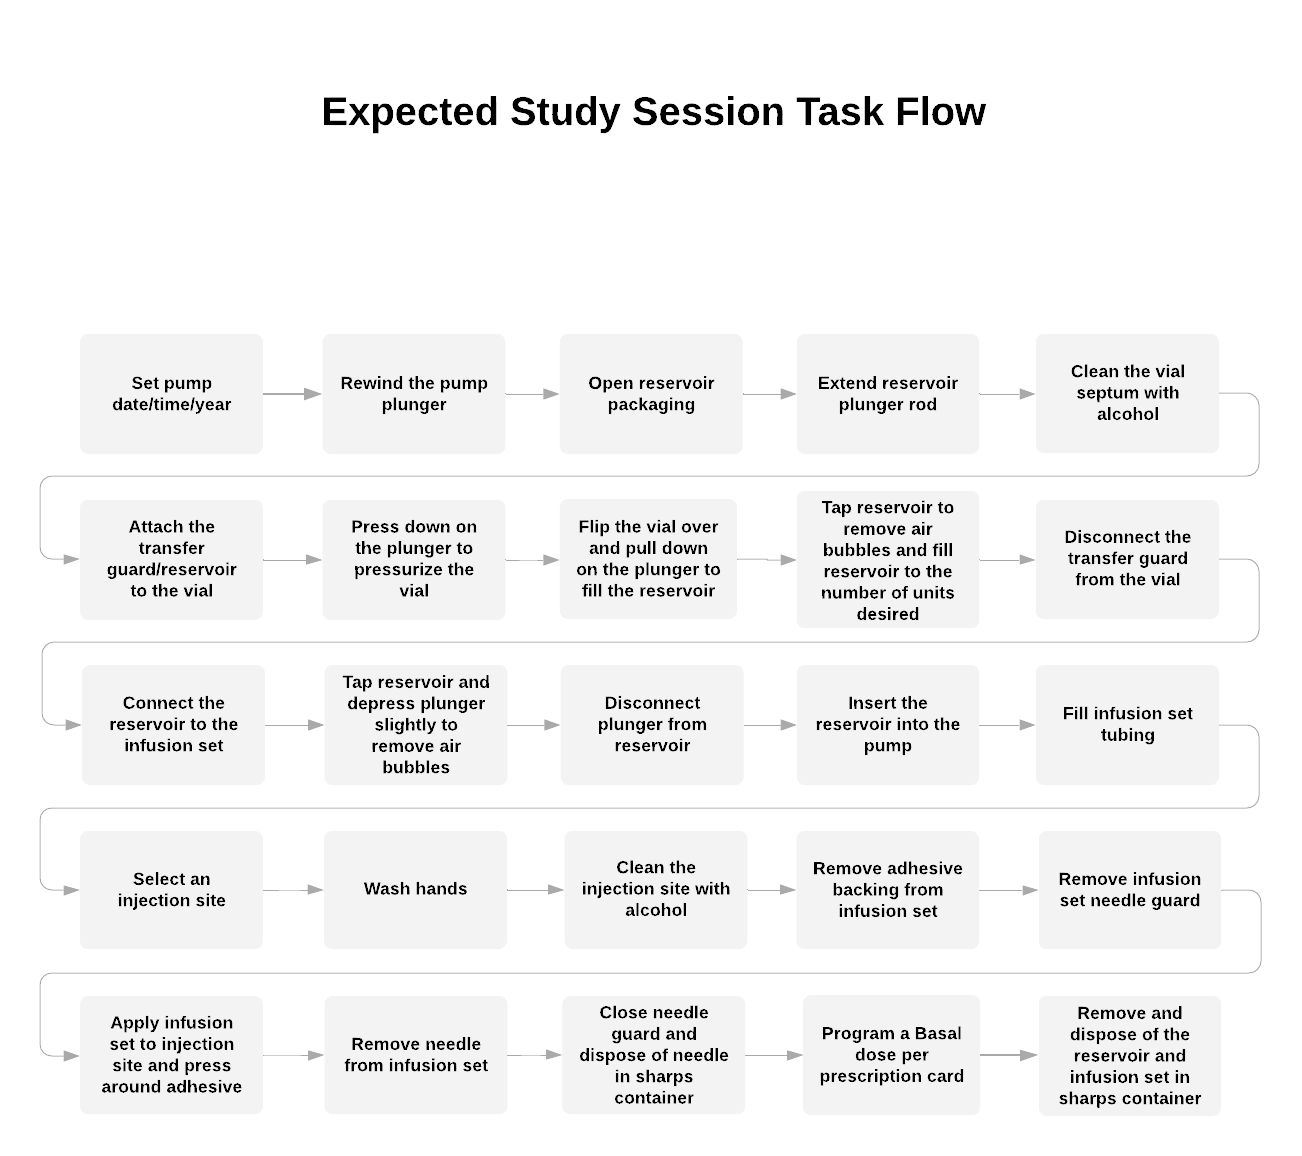 Expected Study Session Task Flow
Set pump
date/time/year
Rewind the pump
plunger
Open reservoir
packaging
Extend reservoir
plunger rod
Clean the vial
septum with
alcohol
Attach the
transfer
guard/reservoir
to the vial
Press down on
the plunger to
pressurize the
vial
Flip the vial over
and pull down
on the plunger to
fill the reservoir
Tap reservoir to
remove air
bubbles and fill
reservoir to the
number of units
desired
Disconnect the
transfer guard
from the vial
Connect the
reservoir to the
infusion set
Tap reservoir and
depress plunger
slightly to
remove air
bubbles
Disconnect
plunger from
reservoir
Insert the
reservoir into the
pump
Fill infusion set
tubing
Select an
injection site
Wash hands
Clean the
injection site with
alcohol
Remove adhesive
backing from
infusion set
Remove infusion
set needle guard
Apply infusion
set to injection
site and press
around adhesive
Remove needle
from infusion set
Close needle
guard and
dispose of needle
in sharps
container
Program a Basal
dose per
prescription card
Remove and
dispose of the
reservoir and
infusion set in
sharps container